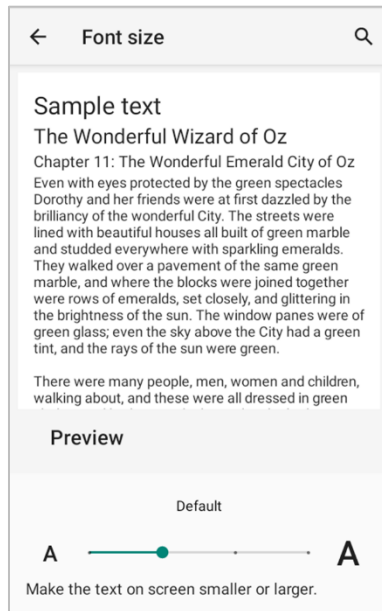 Font size
Sample text
The Wonderful Wizard of Oz
Chapter 11: The Wonderful Emerald City of Oz
Even with eyes protected by the green spectacles
Dorothy and her friends were at first dazzled by the
brilliancy of the wonderful City. The streets were
lined with beautiful houses all built of green marble
and studded everywhere with sparkling emeralds.
They walked over a pavement of the same green
marble, and where the blocks were joined together
were rows of emeralds, set closely, and glittering in
the brightness of the sun. The window panes were of
green glass; even the sky above the City had a green
tint, and the rays of the sun were green.
There were many people, men, women and children,
walking about, and these were all dressed in green
Preview
Default
A A
Make the text on screen smaller or larger.